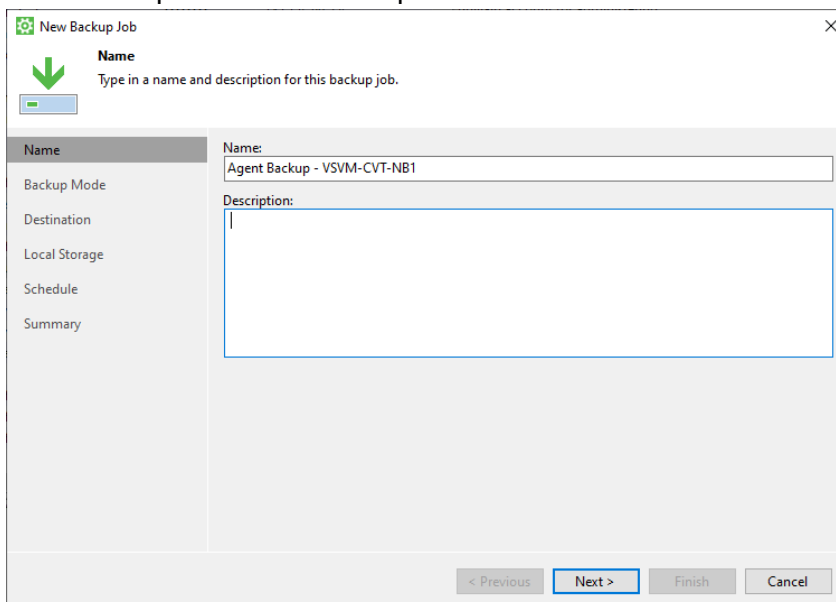 New Backup Job
Name
Type in a name and description for this backup job.
Name
Backup Mode
Destination
Local Storage
Schedule
Summary
Name:
Agent Backup - VSVM-CVT-NB1
Description:
< Previous
Next >
Finish
Cancel